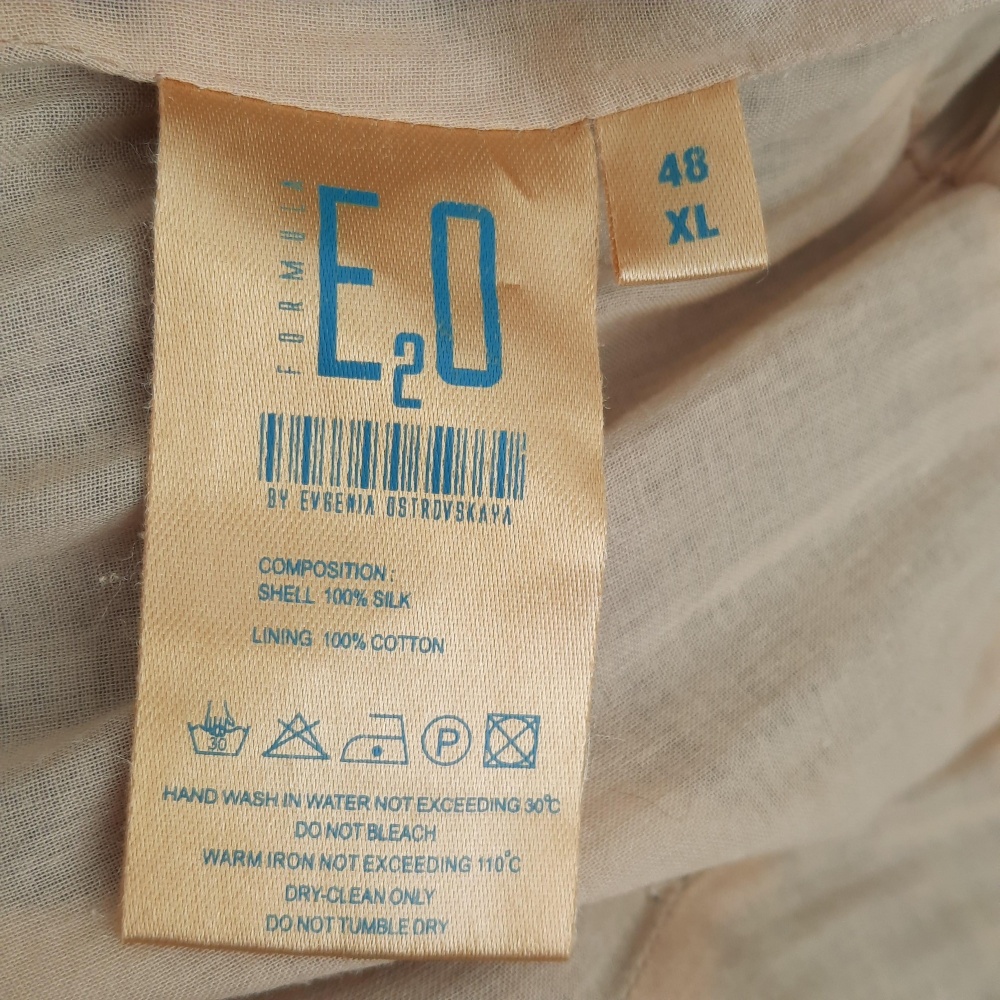 FORMULA
E2O
BY EVGENIA OSTROVSKAYA
48
XL
COMPOSITION :
SHELL 100% SILK
LINING 100% COTTON
30
P
HAND WASH IN WATER NOT EXCEEDING 30°C
DO NOT BLEACH
WARM IRON NOT EXCEEDING 110°C
DRY-CLEAN ONLY
DO NOT TUMBLE DRY